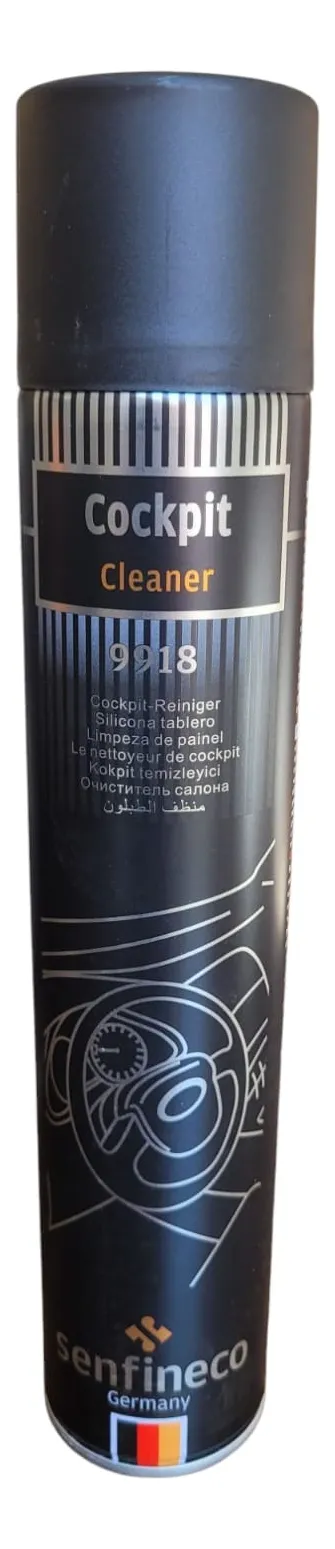 Cockpit
Cleaner
9918
Cockpit-Reiniger
Silicona tablero
Limpeza de painel
Le nettoyeur de cockpit
Kokpit temizleyici
Очиститель салона
منظف الطبلون
senfineco
Germany